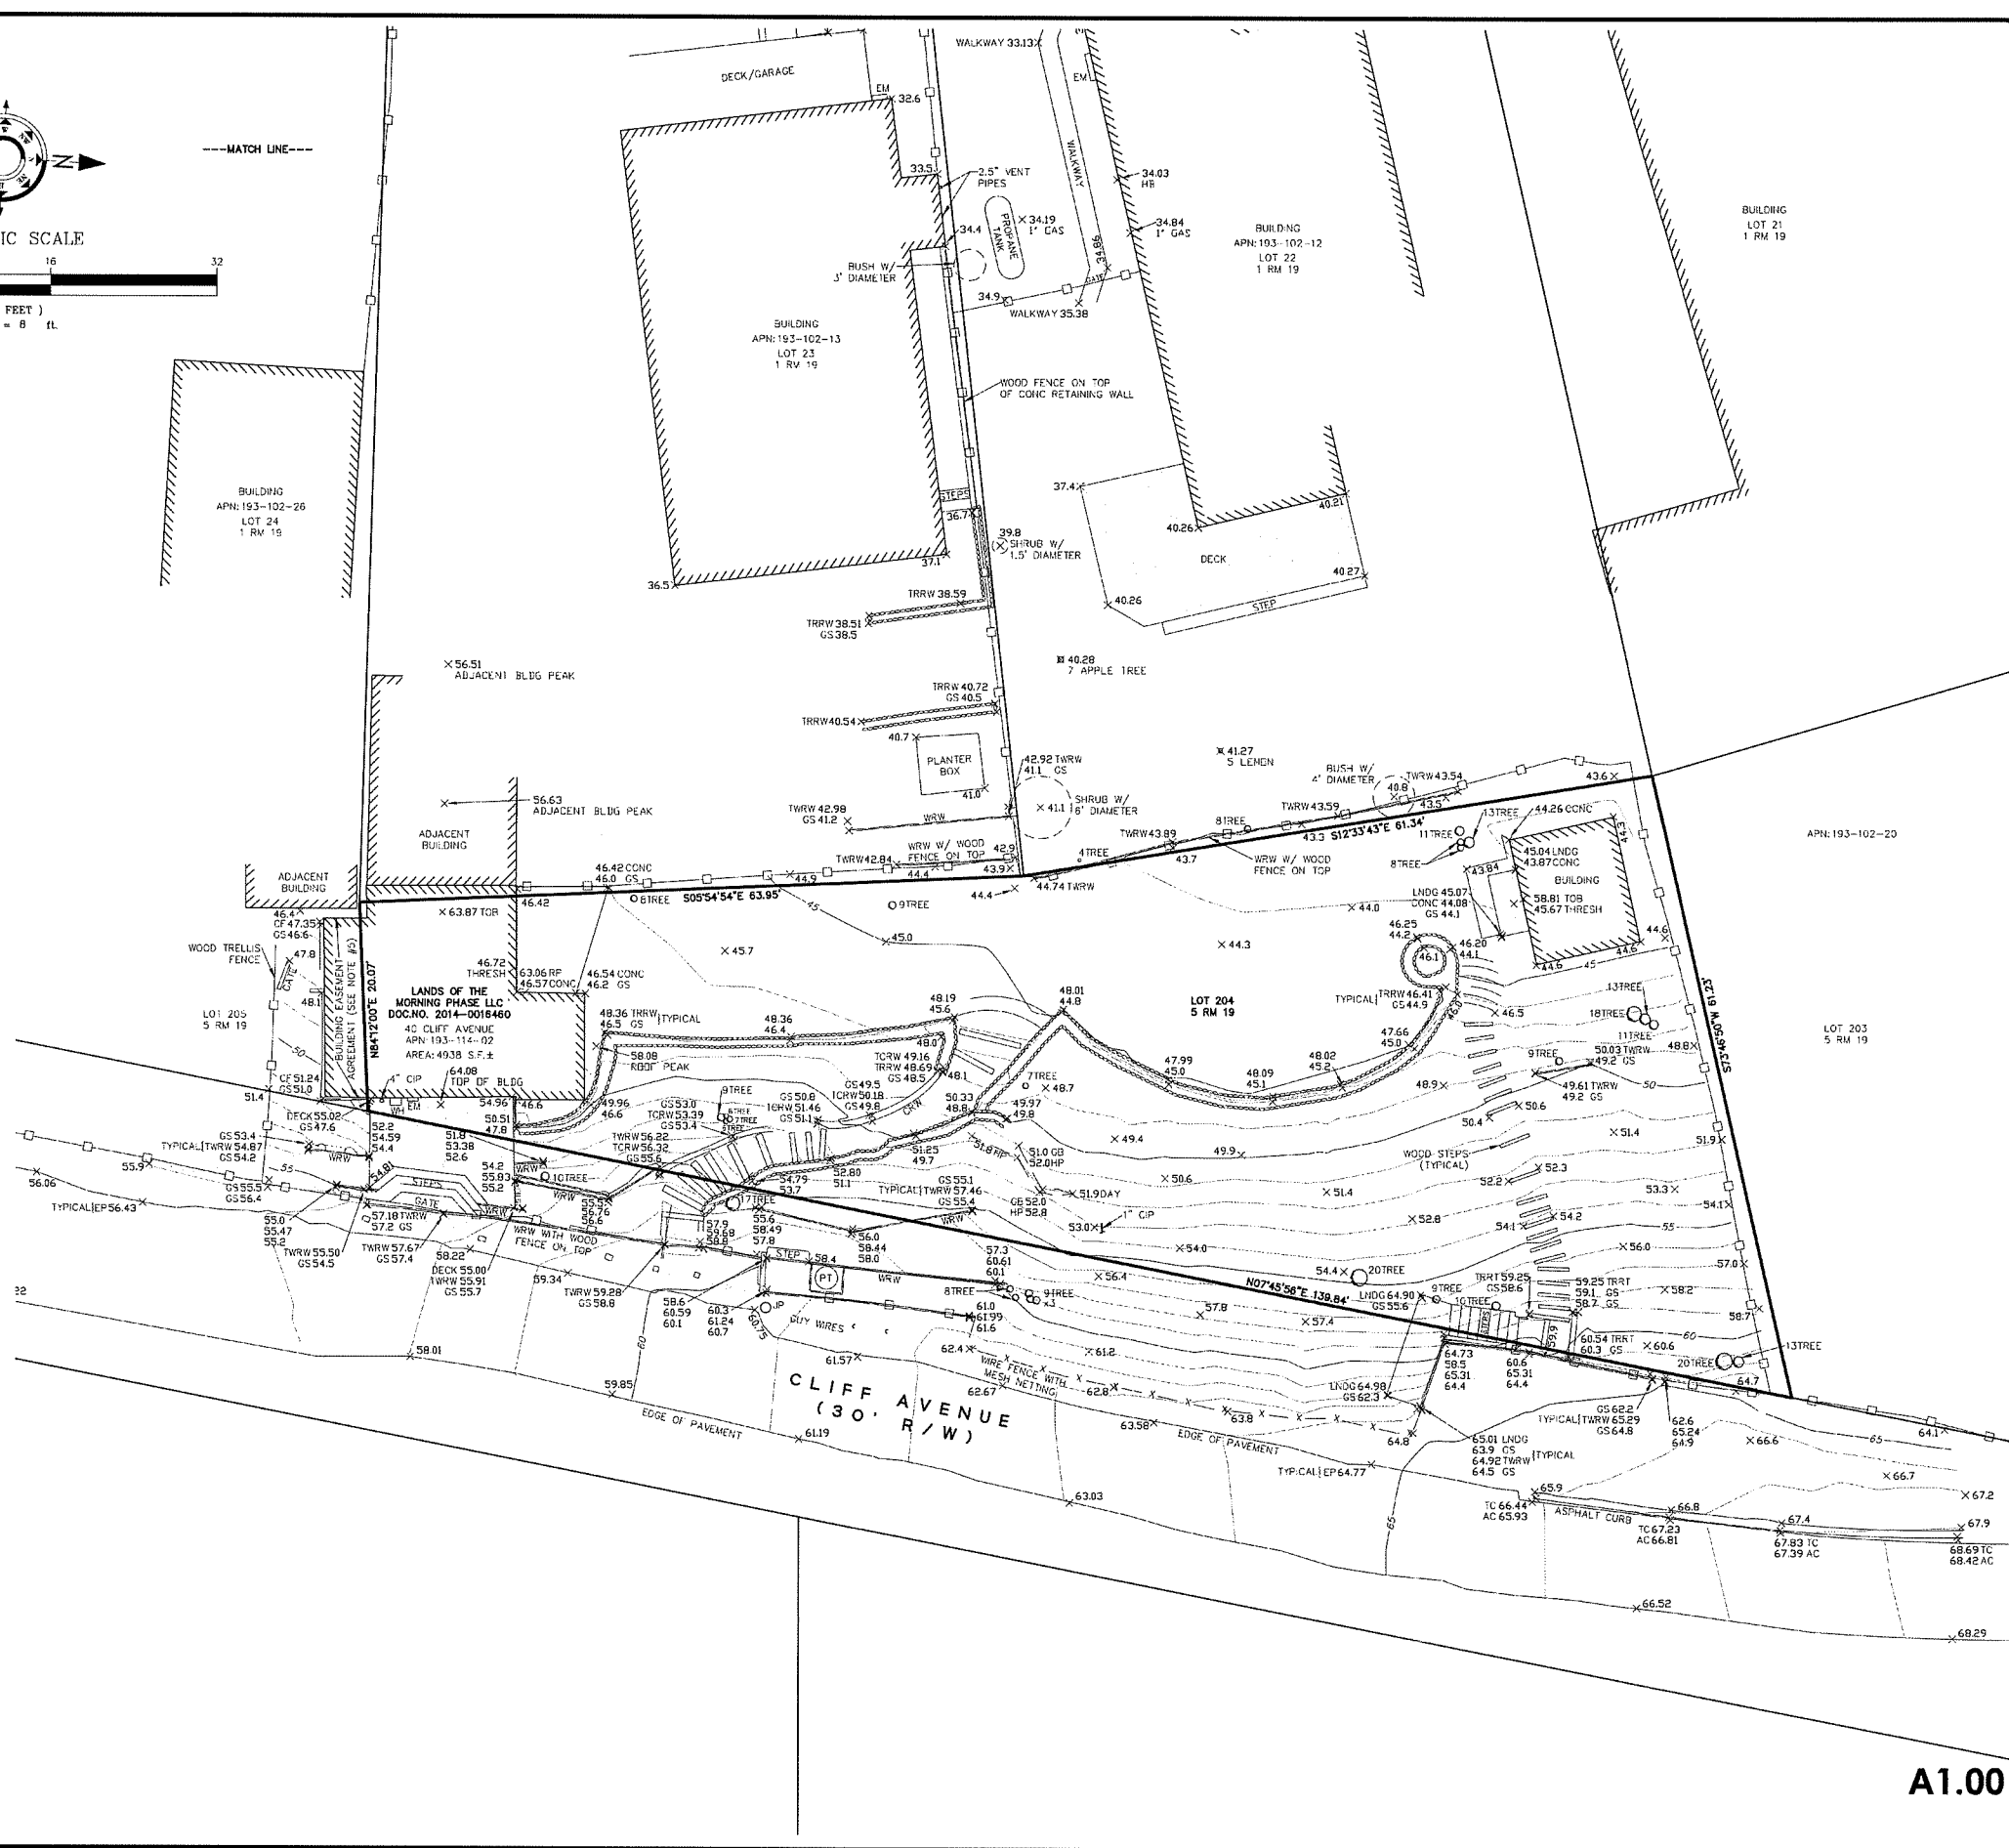 ---MATCH LINE---
N
IC SCALE
16
32
FEET )
= 8 ft.
DECK/GARAGE
EM
32.6
WALKWAY 33.13
EM
33.5
2.5" VENT
PIPES
34.19
1" GAS
PROPANE
TANK
WALKWAY
34.03
HB
34.84
1" GAS
34.4
BUSH W/
3' DIAMETER
34.9
GATE
34.86
WALKWAY 35.38
BUILDING
APN:193-102-12
LOT 22
1 RM 19
BUILDING
LOT 21
1 RM 19
BUILDING
APN:193-102-13
LOT 23
1 RM 19
WOOD FENCE ON TOP
OF CONC RETAINING WALL
BUILDING
APN:193-102-26
LOT 24
1 RM 19
STEPS
36.7
37.1
36.5
39.8
SHRUB W/
1.5' DIAMETER
37.4
40.26
40.21
DECK
40.27
40.26
STEP
TRRW 38.59
TRRW 38.51
GS 38.5
40.28
7 APPLE TREE
56.51
ADJACENT BLDG PEAK
TRRW 40.72
GS 40.5
TRRW 40.54
40.7
PLANTER
BOX
41.0
42.92 TWRW
41.1 GS
41.27
5 LEMON
BUSH W/
4' DIAMETER
40.8
TWRW 43.54
43.5
43.6
56.63
ADJACENT BLDG PEAK
ADJACENT
BUILDING
TWRW 42.98
GS 41.2
WRW
41.1
SHRUB W/
6' DIAMETER
TWRW 43.59
43.3
S12°33'43"E 61.34'
8TREE
TWRW 43.89
43.7
WRW W/ WOOD
FENCE ON TOP
11TREE
13TREE
8TREE
44.26 CONC
44.3
45.04 LNDG
43.87 CONC
BUILDING
43.84
58.81 TOB
45.67 THRESH
LNDG 45.07
CONC 44.08
GS 44.1
44.6
44.6
44.6
45
APN:193-102-20
WRW W/ WOOD
FENCE ON TOP
TWRW 42.84
42.9
44.4
43.9
4TREE
44.74 TWRW
44.4
46.42 CONC
46.0 GS
44.9
S05°54'54"E 63.95'
8TREE
9TREE
45
45.0
45.7
44.0
44.3
ADJACENT
BUILDING
46.4
CF 47.35
GS 46.6
WOOD TRELLIS
FENCE
47.8
GATE
48.1
63.87 TOR
46.42
46.72
THRESH
63.06 RF
46.57 CONC
46.54 CONC
46.2 GS
LANDS OF THE
MORNING PHASE LLC
DOC.NO. 2014-0016460
40 CLIFF AVENUE
APN: 193-114-02
AREA: 4938 S.F.±
BUILDING EASEMENT
AGREEMENT (SEE NOTE #5)
N84°12'00"E 20.07'
LOT 205
5 RM 19
LOT 204
5 RM 19
LOT 203
5 RM 19
S73°46'50"W 61.23'
46.25
44.2
46.1
46.20
44.1
TYPICAL
TRRW 46.41
GS 44.9
46.0
46.5
13TREE
18TREE
11TREE
48.8
48.36 TRRW
46.5 GS
TYPICAL
48.36
46.4
48.19
45.6
48.01
44.8
48.0
58.08
ROOF PEAK
TCRW 49.16
TRRW 48.69
GS 48.5
48.1
7TREE
48.7
47.99
45.0
48.09
45.1
48.02
45.2
47.66
45.0
48.9
9TREE
50.03 TWRW
49.2 GS
49.61 TWRW
49.2 GS
50
50.6
50.4
51.4
51.9
64.08
TOP OF BLDG
4" CIP
WH
EM
CF 51.24
GS 51.0
51.4
50
DECK 55.02
GS 47.6
54.96
46.6
50.51
47.8
49.96
46.6
GS 49.5
TCRW 50.18
GS 49.8
CRW
GS 50.8
TCRW 51.46
GS 51.1
GS 53.0
TCRW 53.39
GS 53.4
9TREE
6TREE
7TREE
5TREE
50.33
48.8
49.97
49.8
49.4
49.9
51.0 GB
52.0 HP
51.8 HP
51.25
49.7
50.6
51.4
51.9 DAY
1" CIP
53.0
GB 52.0
HP 52.8
WOOD STEPS
(TYPICAL)
52.3
52.2
53.3
54.1
54.1
54.2
55
52.8
54.0
56.0
57.0
TYPICAL
GS 53.4
TWRW 54.87
GS 54.2
WRW
52.2
54.59
54.4
51.8
53.38
52.6
54.2
55.83
55.2
54.81
STEPS
GATE
WRW
10TREE
WRW
TWRW 56.22
TCRW 56.32
GS 55.6
55.5
56.76
56.6
17TREE
54.79
53.7
52.80
51.1
TYPICAL
GS 55.1
TWRW 57.46
GS 55.4
WRW
55.9
56.06
TYPICAL EP 56.43
55
GS 55.5
GS 56.4
55.0
55.47
55.2
57.18 TWRW
57.2 GS
TWRW 55.50
GS 54.5
TWRW 57.67
GS 57.4
58.22
DECK 55.00
TWRW 55.91
GS 55.7
WRW WITH WOOD
FENCE ON TOP
59.34
TWRW 59.28
GS 58.8
57.9
59.68
58.8
55.6
58.49
57.8
56.0
58.44
58.0
STEP
58.4
PT
WRW
57.3
60.61
60.1
8TREE
9TREE
x3
58.6
60.59
60.1
60.3
61.24
60.7
JP
60.75
GUY WIRES
61.0
61.99
61.6
60
56.4
54.4
20TREE
N07°45'56"E 139.84'
57.8
57.4
LNDG 64.90
GS 55.6
9TREE
10TREE
STEPS
TRRT 59.25
GS 58.6
59.25 TRRT
59.1 GS
58.7 GS
59.9
58.2
58.7
60
60.54 TRRT
60.3 GS
60.6
20TREE
13TREE
64.7
58.01
59.85
61.57
62.4
61.2
62.67
WIRE FENCE WITH
MESH NETTING
62.8
63.8
64.73
58.5
65.31
64.4
60.6
65.31
64.4
LNDG 64.98
GS 62.3
64.8
TYPICAL
GS 62.2
TWRW 65.29
GS 64.8
62.6
65.24
64.9
65
64.1
66.6
66.7
67.2
CLIFF AVENUE
(30' R/W)
EDGE OF PAVEMENT
61.19
63.58
EDGE OF PAVEMENT
TYPICAL EP 64.77
65.01 LNDG
63.9 GS
64.92 TWRW
64.5 GS
TYPICAL
63.03
65
65.9
TC 66.44
AC 65.93
ASPHALT CURB
66.8
TC 67.23
AC 66.81
67.4
67.83 TC
67.39 AC
67.9
68.69 TC
68.42 AC
66.52
68.29
22
A1.00